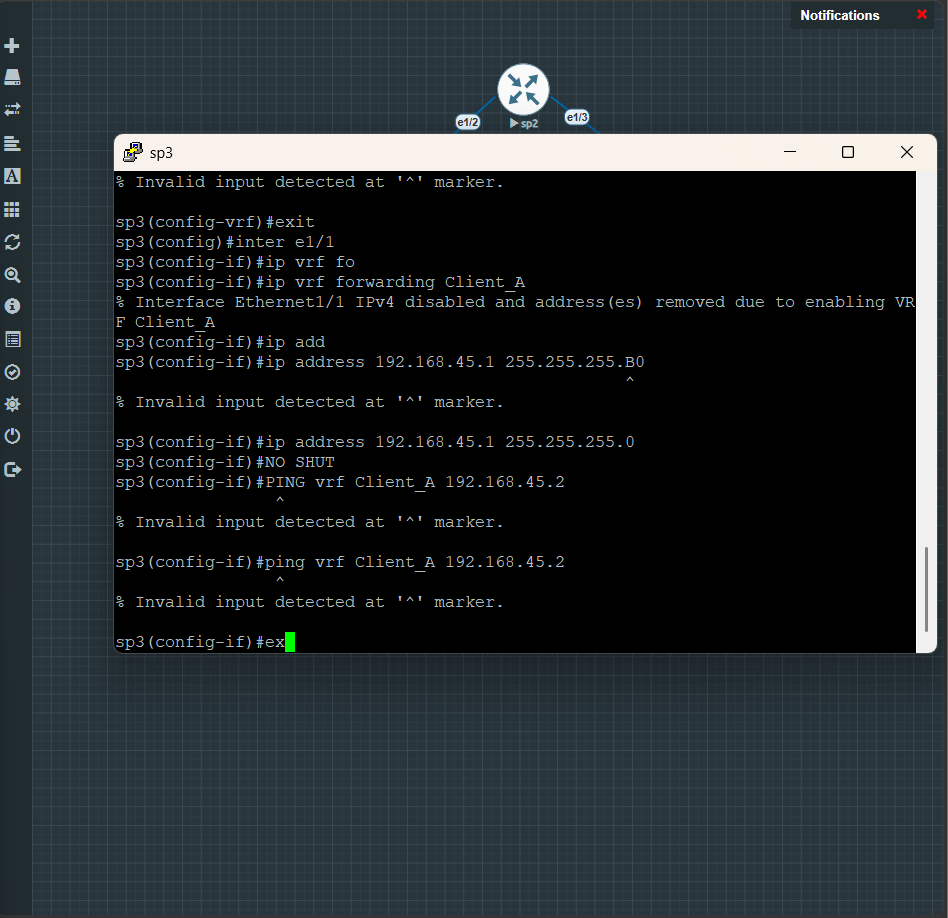 Notifications
e1/2
e1/3
sp2
sp3
% Invalid input detected at '^' marker.
sp3(config-vrf)#exit
sp3(config)#inter e1/1
sp3(config-if)#ip vrf fo
sp3(config-if)#ip vrf forwarding Client_A
% Interface Ethernet1/1 IPv4 disabled and address(es) removed due to enabling VR
F Client_A
sp3(config-if)#ip add
sp3(config-if)#ip address 192.168.45.1 255.255.255.B0
^
% Invalid input detected at '^' marker.
sp3(config-if)#ip address 192.168.45.1 255.255.255.0
sp3(config-if)#NO SHUT
sp3(config-if)#PING vrf Client_A 192.168.45.2
^
% Invalid input detected at '^' marker.
sp3(config-if)#ping vrf Client_A 192.168.45.2
^
% Invalid input detected at '^' marker.
sp3(config-if)#ex